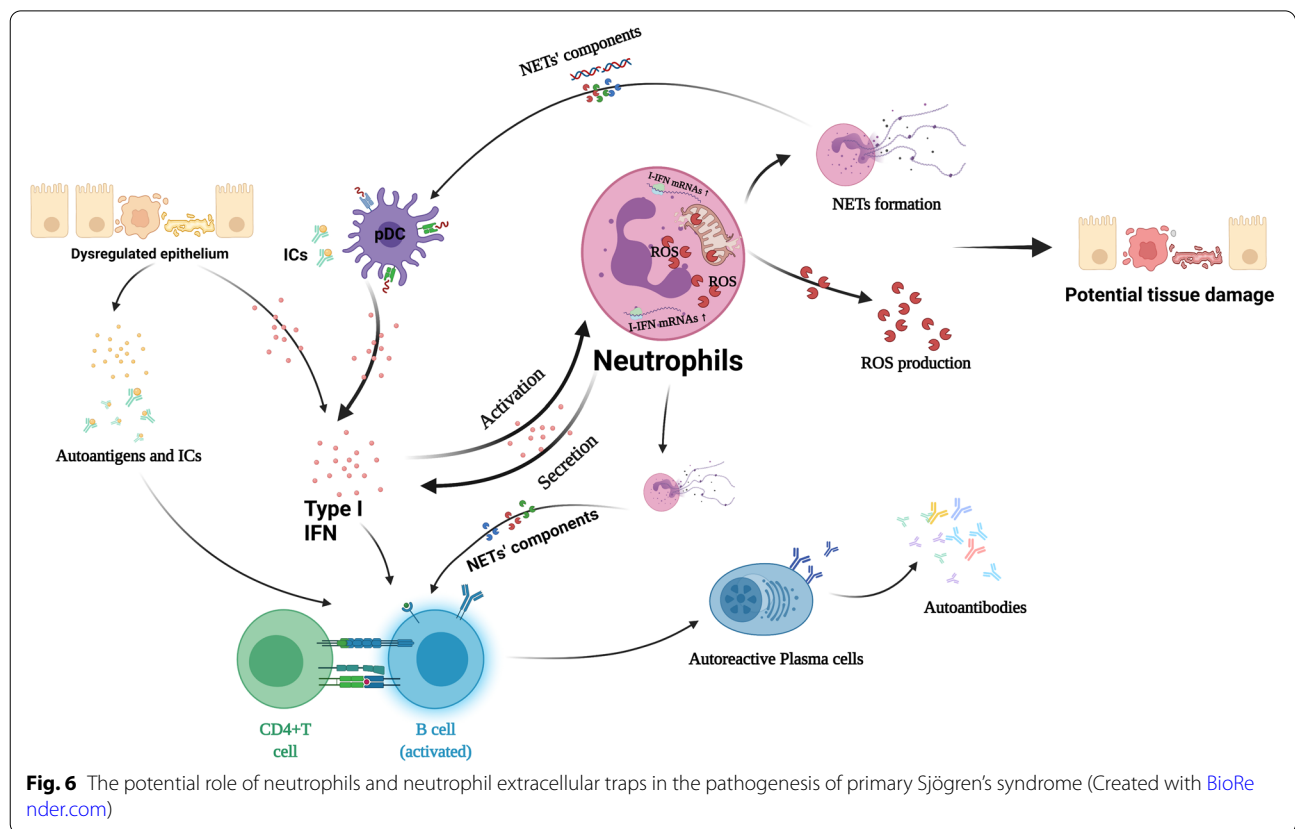 NETs' components
NETs formation
Dysregulated epithelium
ICs
pDC
I-IFN mRNAs ↑
ROS
ROS
I-IFN mRNAs ↑
Neutrophils
ROS production
Potential tissue damage
Autoantigens and ICs
Activation
Secretion
Type I
IFN
NETs' components
Autoreactive Plasma cells
Autoantibodies
CD4+T
cell
B cell
(activated)
Fig. 6 The potential role of neutrophils and neutrophil extracellular traps in the pathogenesis of primary Sjögren's syndrome (Created with BioRe
nder.com)